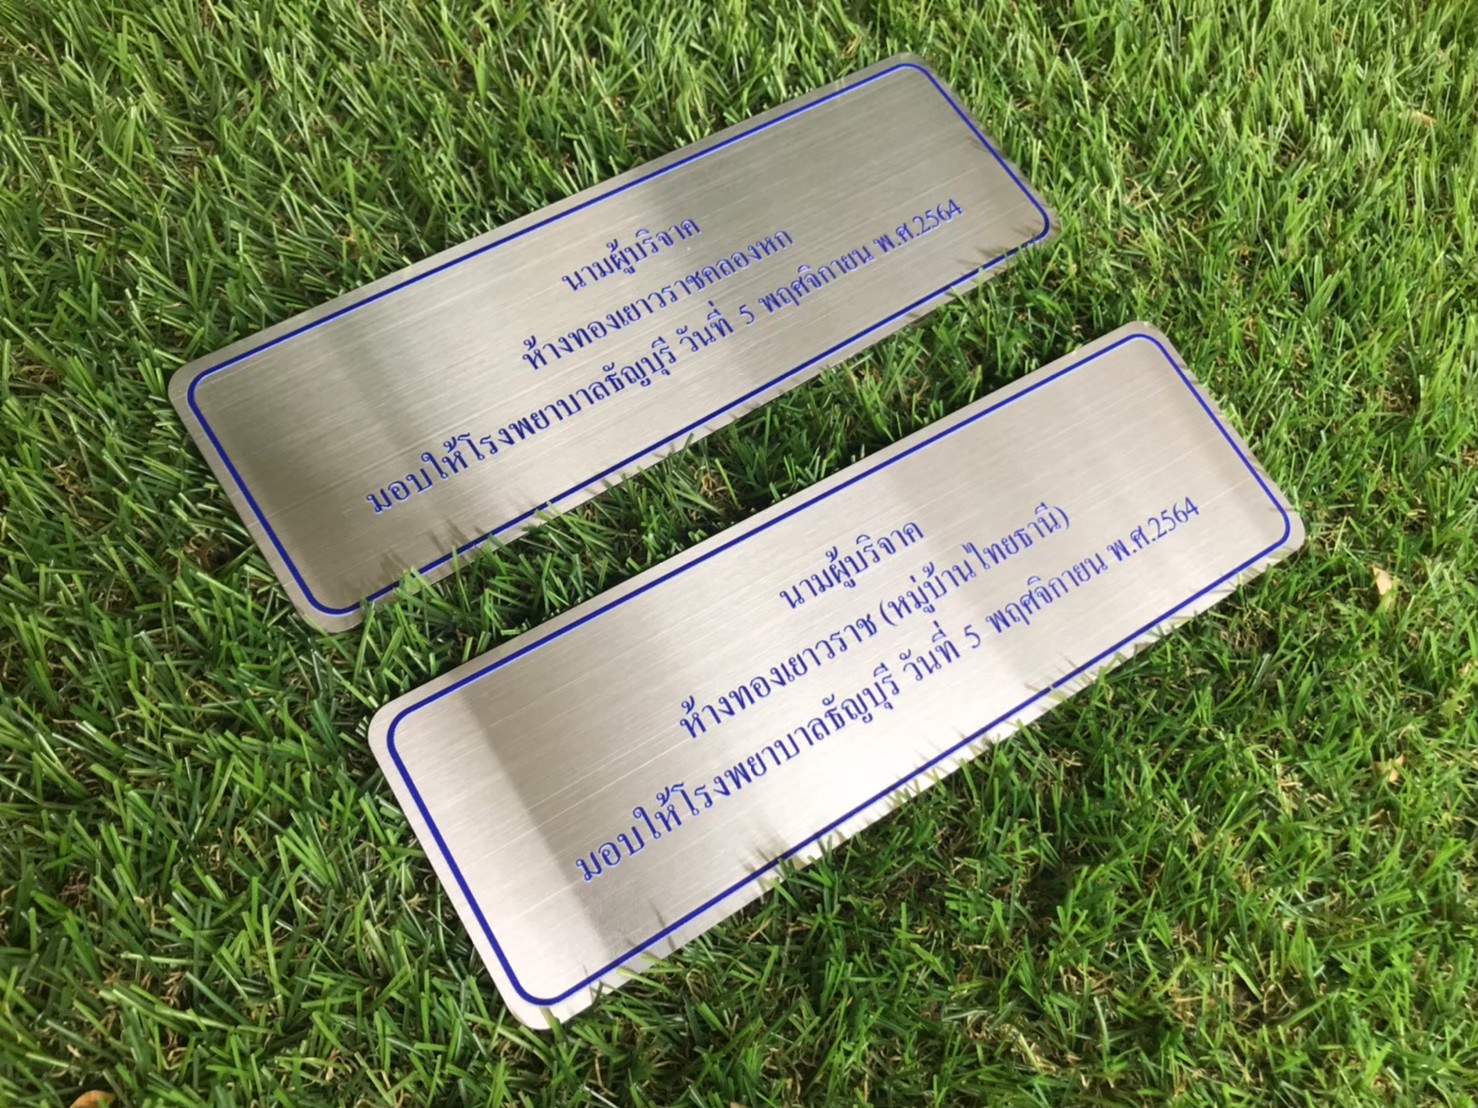 นามผู้บริจาค
ห้างทองเยาวราชคลองหก
มอบให้โรงพยาบาลธัญบุรี วันที่ 5 พฤศจิกายน พ.ศ.2564
นามผู้บริจาค
ห้างทองเยาวราช (หมู่บ้านไทยธานี)
มอบให้โรงพยาบาลธัญบุรี วันที่ 5 พฤศจิกายน พ.ศ.2564